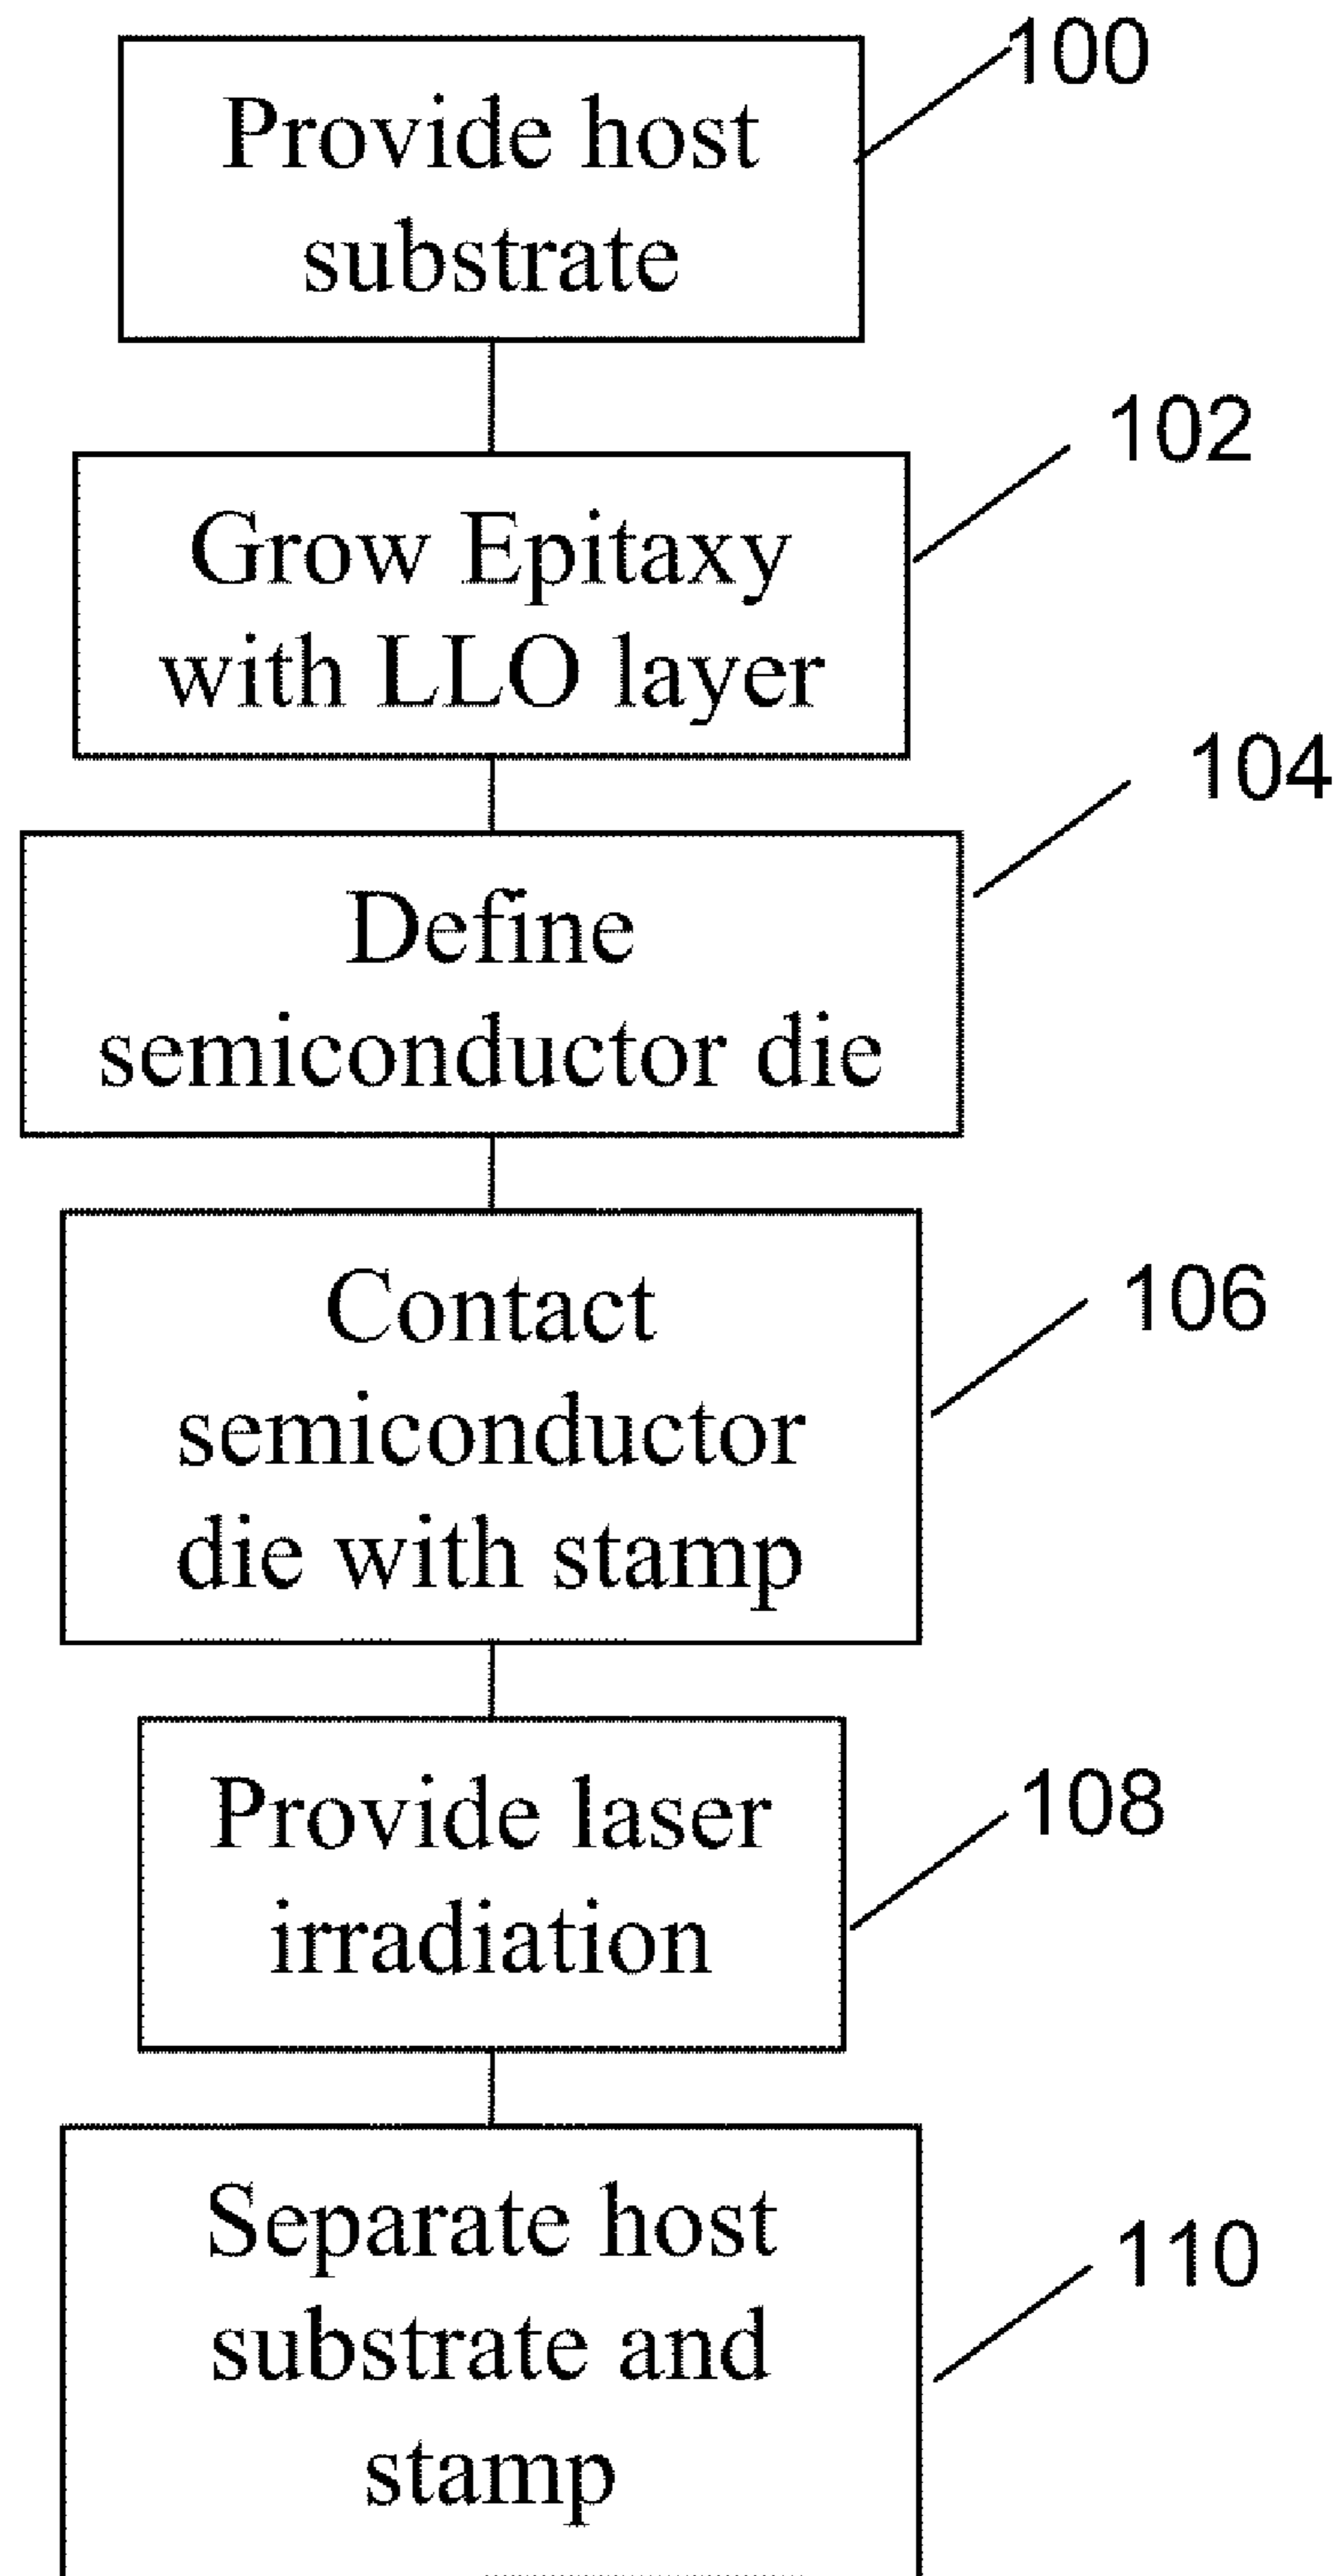 100
Provide host
substrate
102
Grow Epitaxy
with LLO layer
104
Define
semiconductor die
106
Contact
semiconductor
die with stamp
108
Provide laser
irradiation
110
Separate host
substrate and
stamp